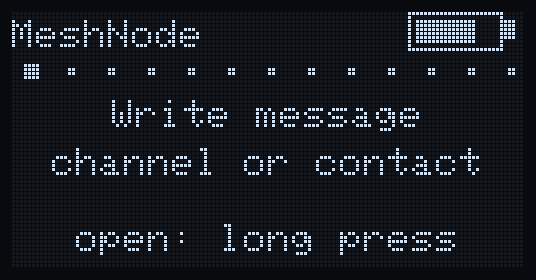 MeshNode
Write message
channel or contact
open: long press